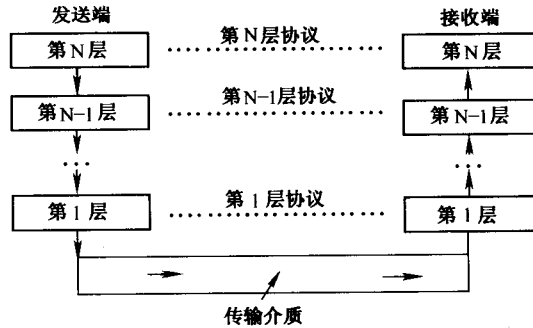 发送端 接收端
第N层 第N层协议 第N层
第N-1层 第N-1层协议 第N-1层
第1层 第1层协议 第1层
传输介质